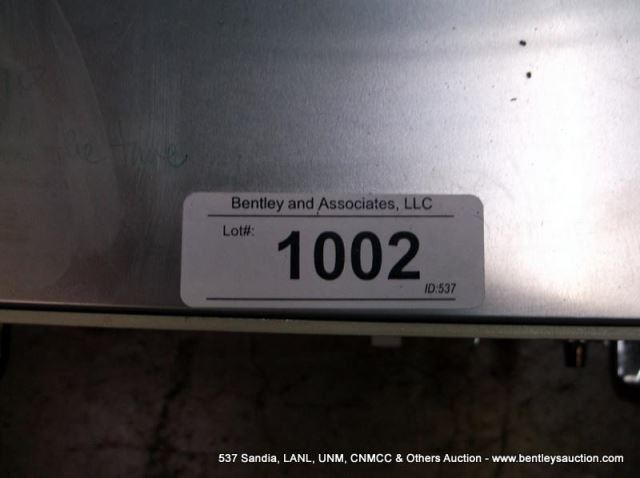 Bentley and Associates, LLC
Lot#:
1002
ID:537
537 Sandia, LANL, UNM, CNMCC & Others Auction - www.bentleysauction.com